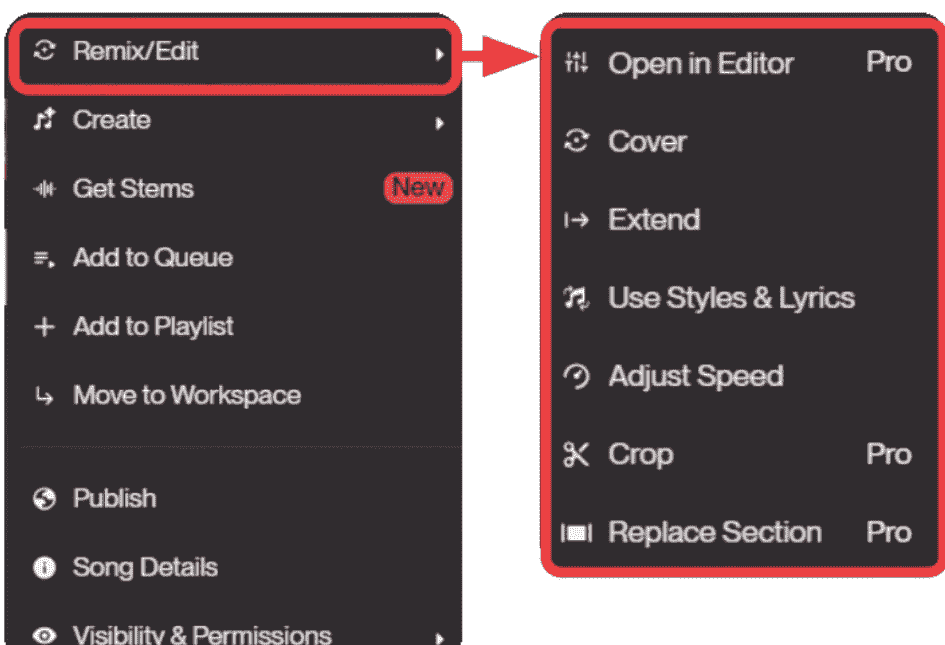 Remix/Edit
Create
Get Stems New
Add to Queue
Add to Playlist
Move to Workspace
Publish
Song Details
Visibility & Permissions
Open in Editor Pro
Cover
Extend
Use Styles & Lyrics
Adjust Speed
Crop Pro
Replace Section Pro